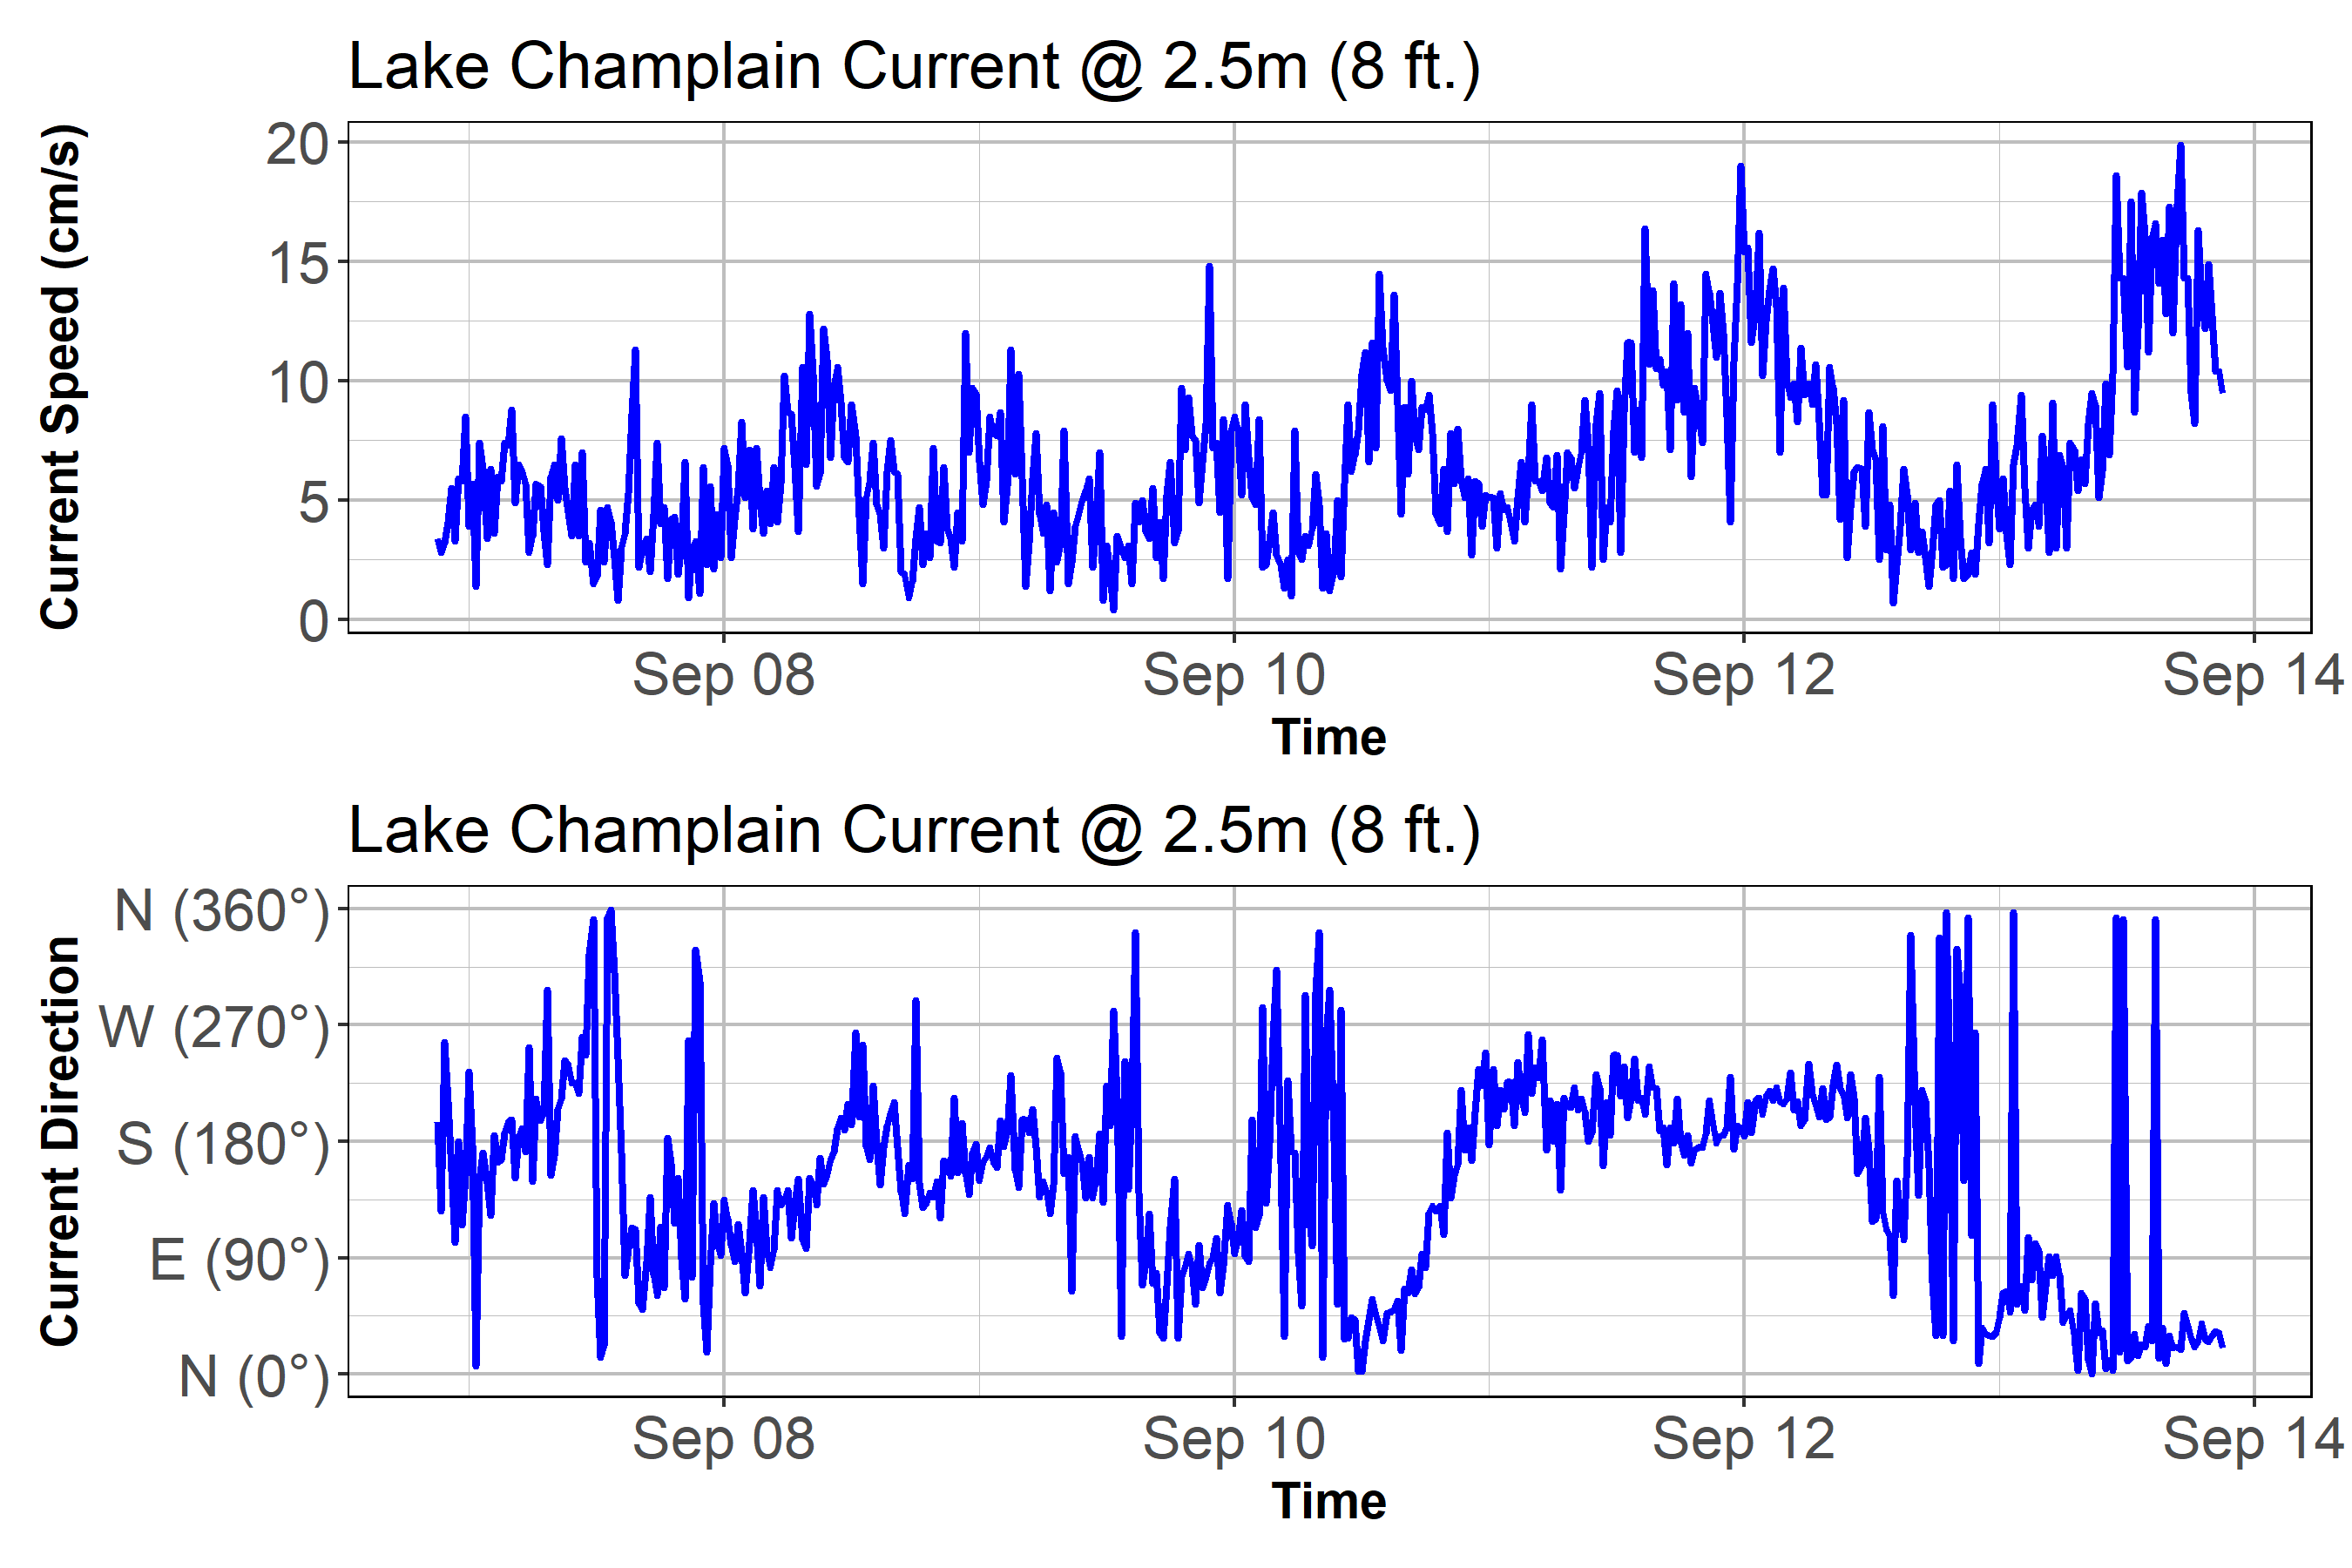 Lake Champlain Current @ 2.5m (8 ft.)
Current Speed (cm/s)
20
15
10
5
0
Sep 08 Sep 10 Sep 12 Sep 14
Time
Lake Champlain Current @ 2.5m (8 ft.)
Current Direction
N (360°)
W (270°)
S (180°)
E (90°)
N (0°)
Sep 08 Sep 10 Sep 12 Sep 14
Time